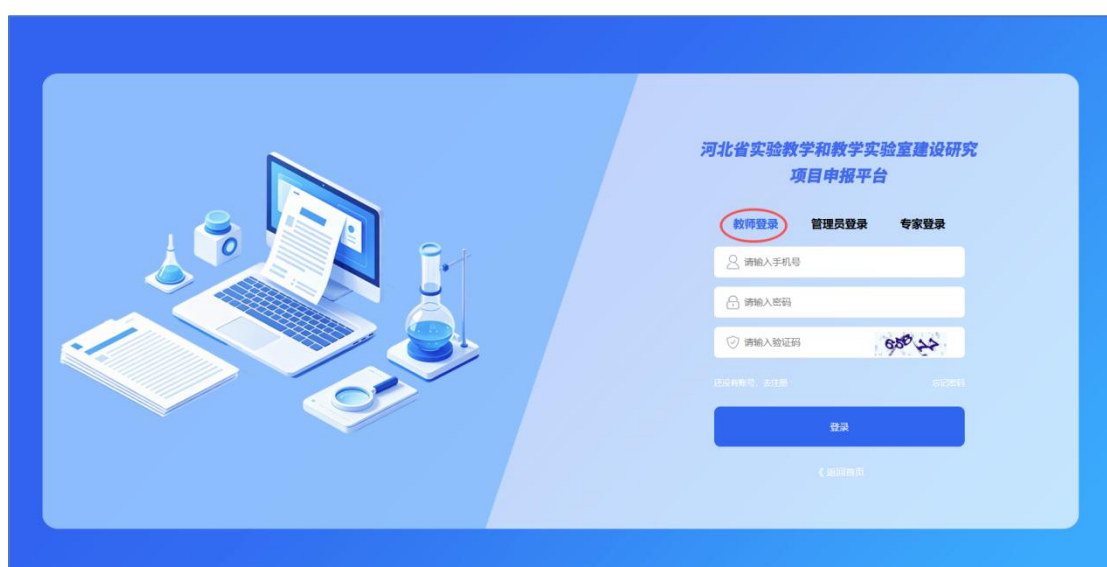 河北省实验教学和教学实验室建设研究
项目申报平台
教师登录 管理员登录 专家登录
请输入手机号
请输入密码
请输入验证码
还没有账号，去注册 忘记密码
登录
《 返回首页